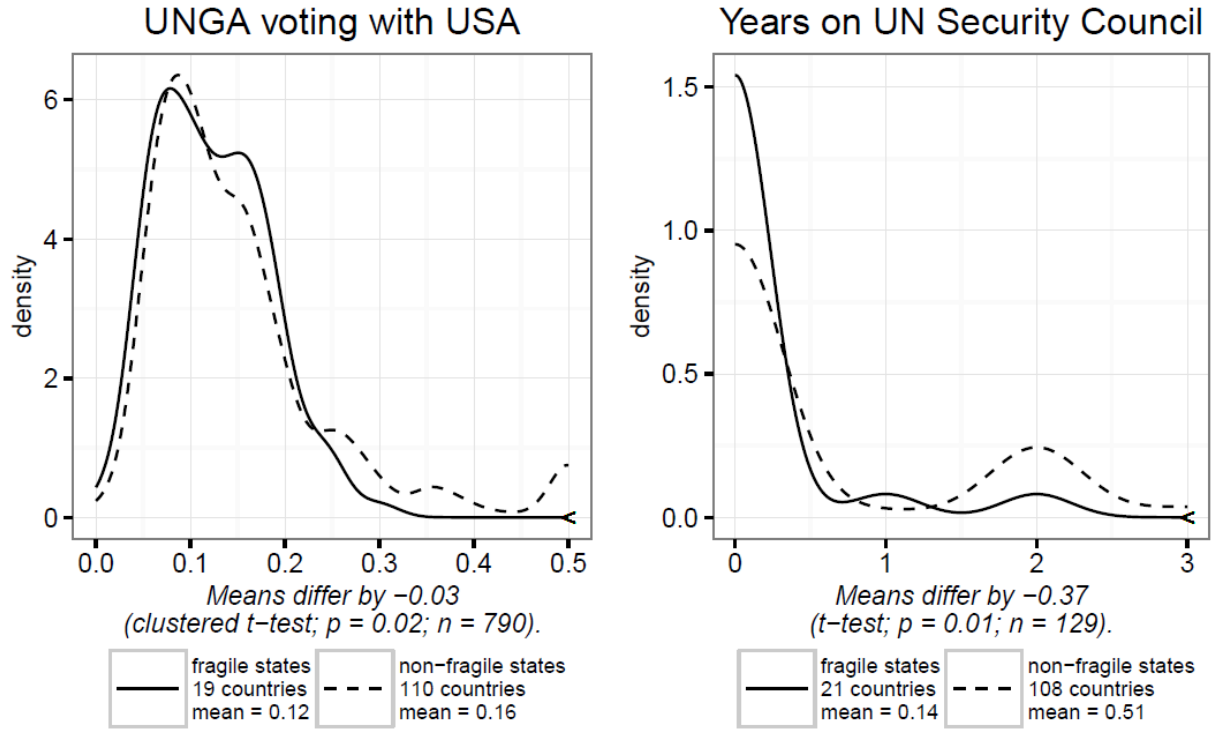 UNGA voting with USA
density
6
4
2
0
0.0 0.1 0.2 0.3 0.4 0.5
Means differ by −0.03
(clustered t−test; p = 0.02; n = 790).
fragile states
19 countries
mean = 0.12
non−fragile states
110 countries
mean = 0.16
Years on UN Security Council
density
1.5
1.0
0.5
0.0
0 1 2 3
Means differ by −0.37
(t−test; p = 0.01; n = 129).
fragile states
21 countries
mean = 0.14
non−fragile states
108 countries
mean = 0.51